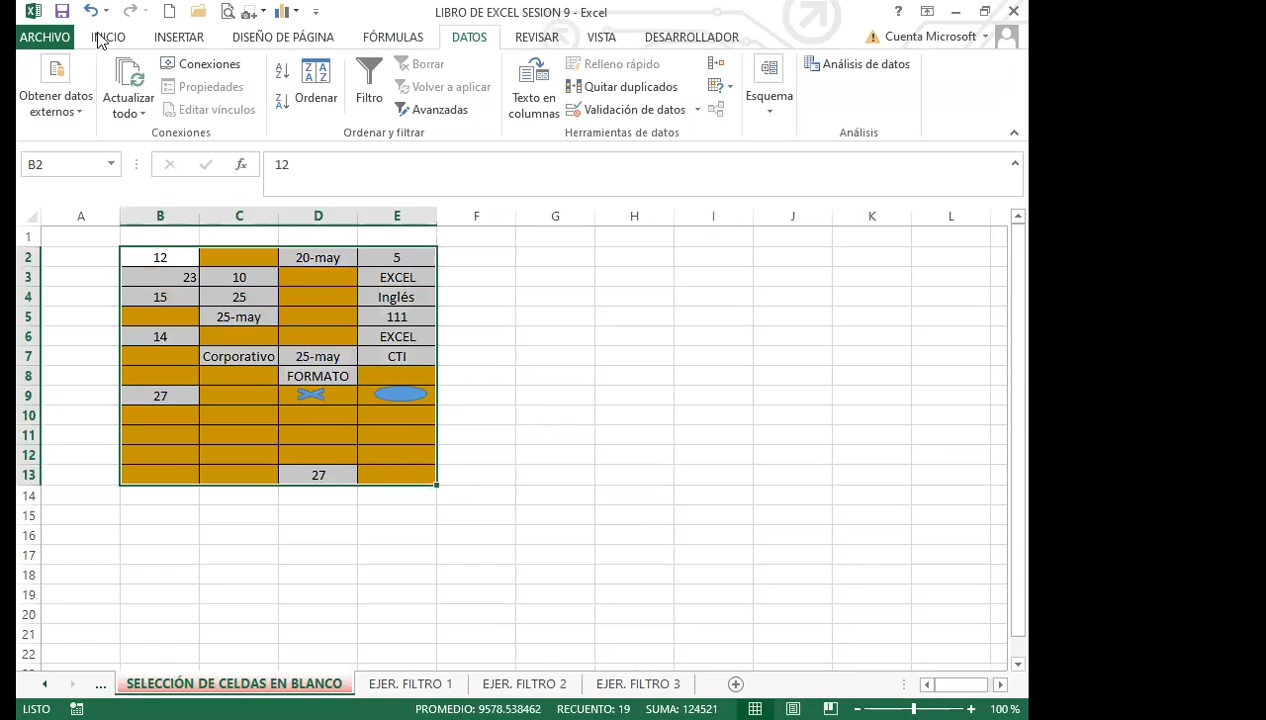 LIBRO DE EXCEL SESION 9 - Excel
ARCHIVO INICIO INSERTAR DISEÑO DE PÁGINA FÓRMULAS DATOS REVISAR VISTA DESARROLLADOR Cuenta Microsoft
Obtener datos externos
Actualizar todo
Conexiones
Propiedades
Editar vínculos
Conexiones
Ordenar
Filtro
Borrar
Volver a aplicar
Avanzadas
Ordenar y filtrar
Texto en columnas
Relleno rápido
Quitar duplicados
Validación de datos
Herramientas de datos
Esquema
Análisis de datos
Análisis
B2 fx 12
A B C D E F G H I J K L
1
2 12 20-may 5
3 23 10 EXCEL
4 15 25 Inglés
5 25-may 111
6 14 EXCEL
7 Corporativo 25-may CTI
8 FORMATO
9 27
10
11
12
13 27
14
15
16
17
18
19
20
21
22
... SELECCIÓN DE CELDAS EN BLANCO EJER. FILTRO 1 EJER. FILTRO 2 EJER. FILTRO 3
LISTO PROMEDIO: 9578.538462 RECUENTO: 19 SUMA: 124521 100 %